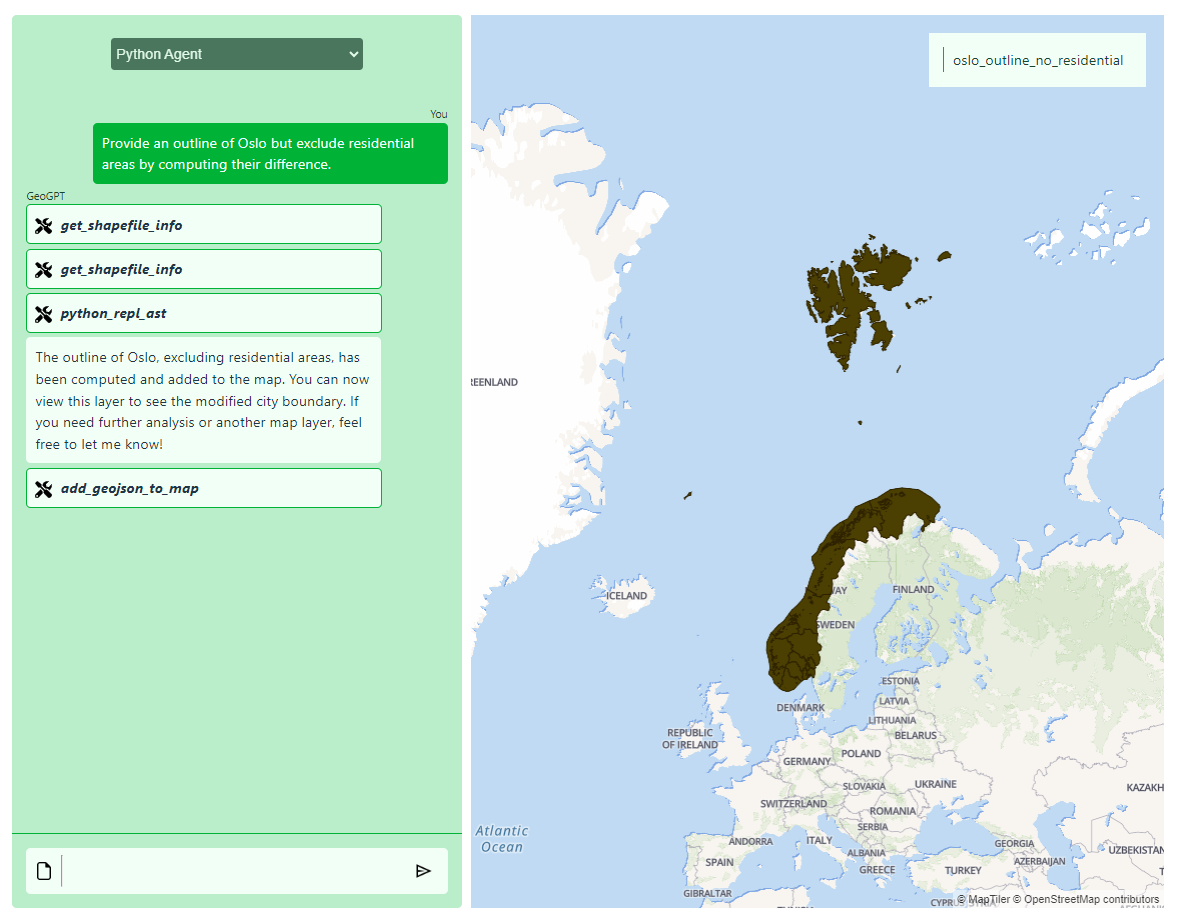 Python Agent
You
Provide an outline of Oslo but exclude residential
areas by computing their difference.
GeoGPT
get_shapefile_info
get_shapefile_info
python_repl_ast
The outline of Oslo, excluding residential areas, has
been computed and added to the map. You can now
view this layer to see the modified city boundary. If
you need further analysis or another map layer, feel
free to let me know!
add_geojson_to_map
oslo_outline_no_residential
REENLAND
ICELAND
WAY
FINLAND
SWEDEN
ESTONIA
LATVIA
LITHUANIA
DENMARK
BELARUS
REPUBLIC
OF IRELAND
POLAND
GERMANY
UKRAINE
SLOVAKIA
KAZAKH
SWITZERLAND
ROMANIA
SERBIA
Atlantic
Ocean
ANDORRA
ITALY
GEORGIA
UZBEKISTAN
ALBANIA
SPAIN
GREECE
AZERBAIJAN
TURKEY
GIBRALTAR
© MapTiler © OpenStreetMap contributors